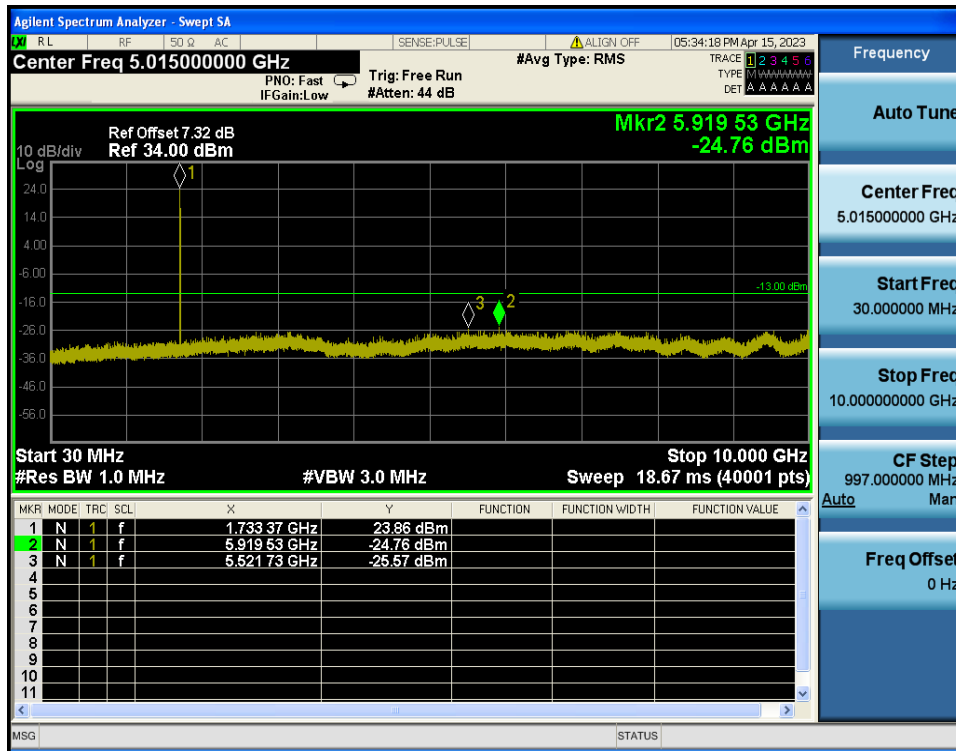 Agilent Spectrum Analyzer - Swept SA
LXI RL RF 50 Ω AC SENSE:PULSE ALIGN OFF 05:34:18 PM Apr 15, 2023
Center Freq 5.015000000 GHz
PNO: Fast
IFGain:Low
Trig: Free Run
#Atten: 44 dB
#Avg Type: RMS
TRACE 1 2 3 4 5 6
TYPE M WWWWW
DET A A A A A A
Ref Offset 7.32 dB
10 dB/div Ref 34.00 dBm
Log
Mkr2 5.919 53 GHz
-24.76 dBm
24.0
14.0
4.00
-6.00
-16.0
-26.0
-36.0
-46.0
-56.0
1
3
2
-13.00 dBm
Start 30 MHz Stop 10.000 GHz
#Res BW 1.0 MHz #VBW 3.0 MHz Sweep 18.67 ms (40001 pts)
MKR MODE TRC SCL X Y FUNCTION FUNCTION WIDTH FUNCTION VALUE
1 N 1 f 1.733 37 GHz 23.86 dBm
2 N 1 f 5.919 53 GHz -24.76 dBm
3 N 1 f 5.521 73 GHz -25.57 dBm
4
5
6
7
8
9
10
11
MSG STATUS
Frequency
Auto Tune
Center Freq
5.015000000 GHz
Start Freq
30.000000 MHz
Stop Freq
10.000000000 GHz
CF Step
997.000000 MHz
Auto Man
Freq Offset
0 Hz